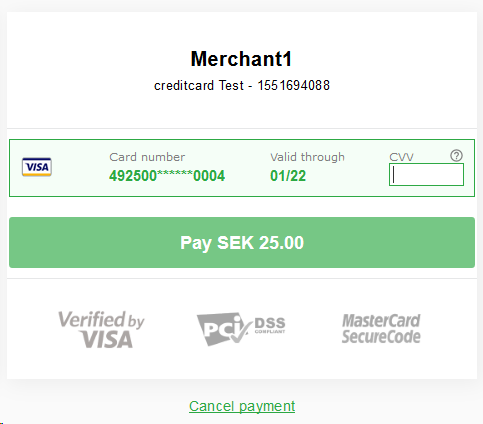 Merchant1
creditcard Test - 1551694088
VISA
Card number
Valid through
CVV
?
492500******0004
01/22
Pay SEK 25.00
Verified by
VISA
PCI DSS
COMPLIANT
MasterCard
SecureCode
Cancel payment